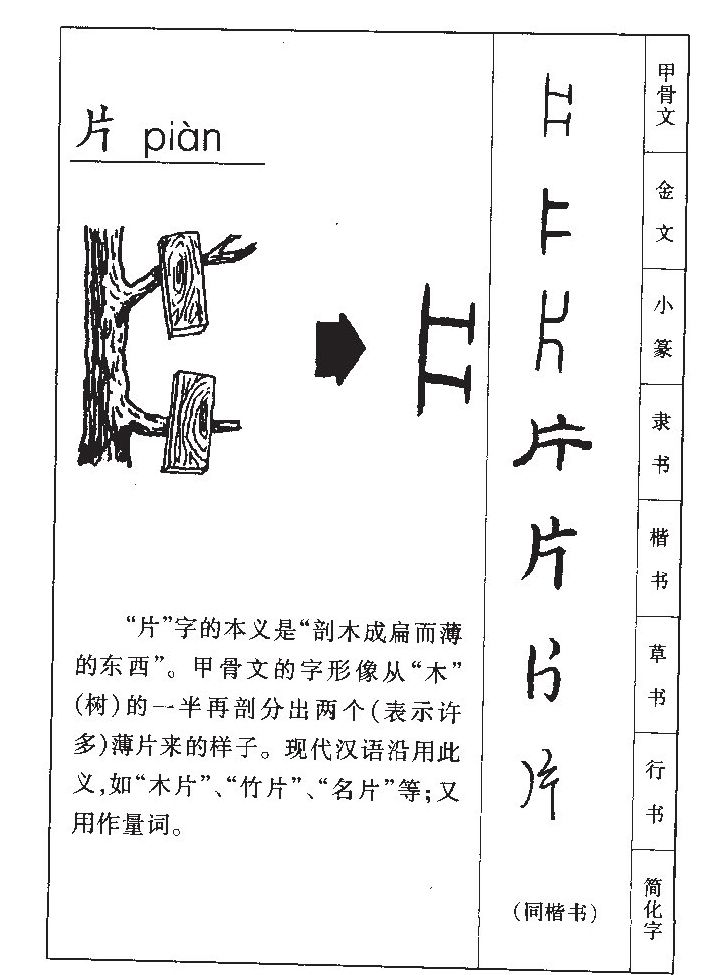 片 piàn
“片”字的本义是“剖木成扁而薄
的东西”。甲骨文的字形像从“木”
(树)的一半再剖分出两个(表示许
多)薄片来的样子。现代汉语沿用此
义,如“木片”、“竹片”、“名片”等;又
用作量词。
甲骨文
金文
小篆
隶书
片
楷书
片
草书
片
行书
片
简化字
(同楷书)